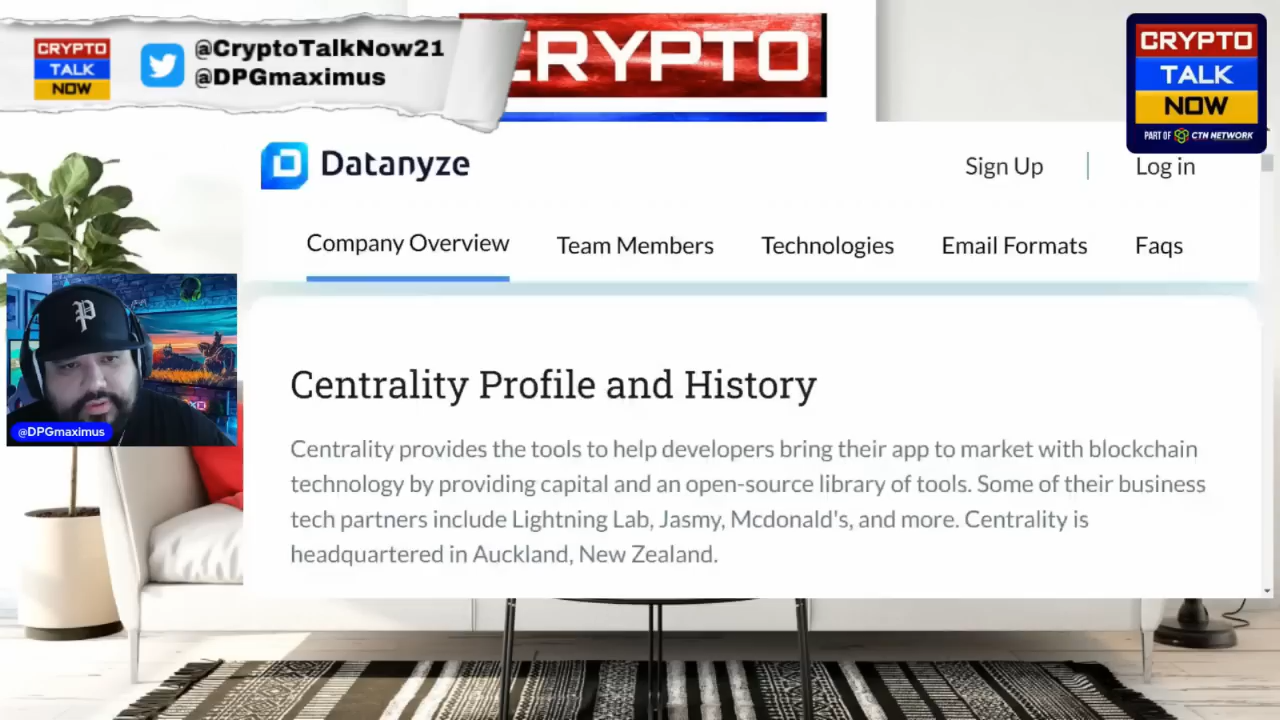 CRYPTO
TALK
NOW
@CryptoTalkNow21
@DPGmaximus
CRYPTO
CRYPTO
TALK
NOW
PART OF CTN NETWORK
Datanyze
Sign Up
Log in
Company Overview
Team Members
Technologies
Email Formats
Faqs
@DPGmaximus
Centrality Profile and History
Centrality provides the tools to help developers bring their app to market with blockchain
technology by providing capital and an open-source library of tools. Some of their business
tech partners include Lightning Lab, Jasmy, Mcdonald's, and more. Centrality is
headquartered in Auckland, New Zealand.